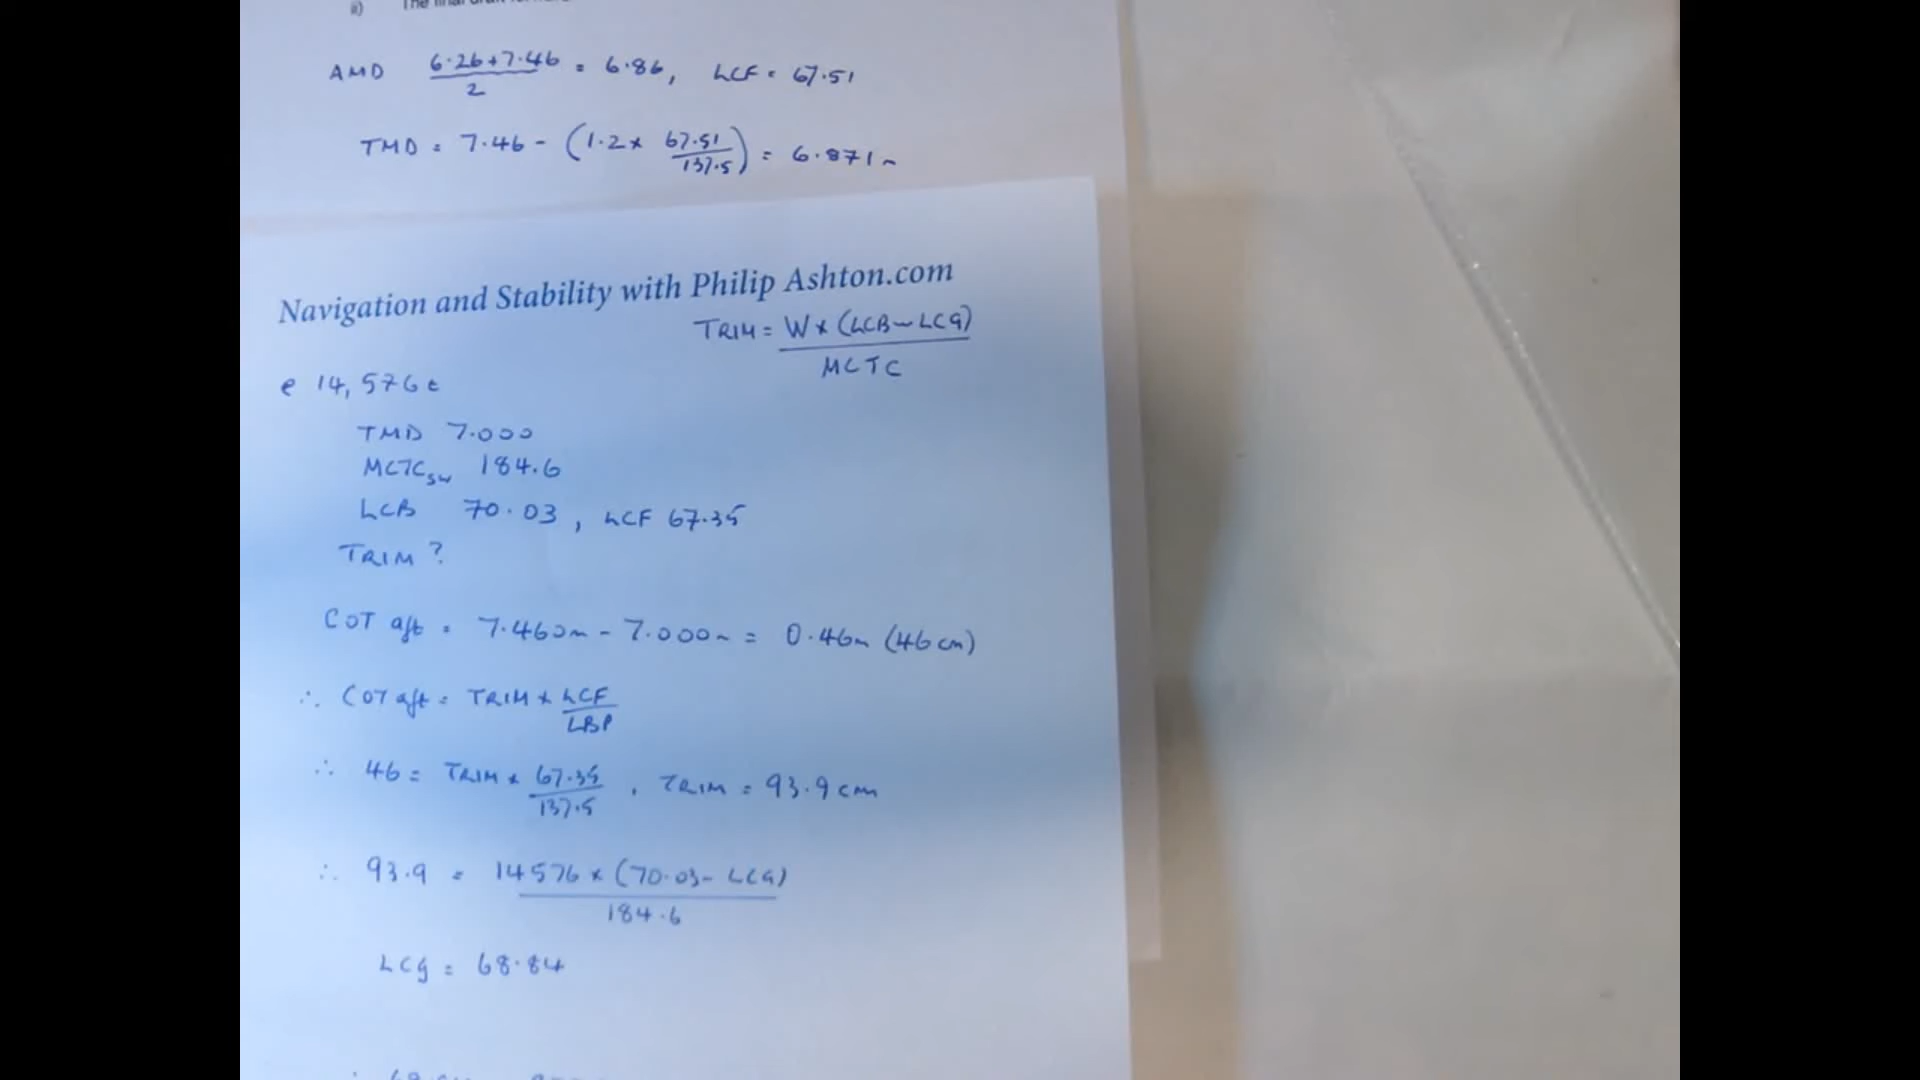 ii) The final draft
AMD 6.26+7.46 / 2 = 6.86, LCF = 67.51
TMD = 7.46 - (1.2 x 67.51 / 137.5) = 6.871m
Navigation and Stability with Philip Ashton.com
TRIM = W x (LCB ~ LCG) / MCTC
@ 14,576t
TMD 7.000
MCTCsw 184.6
LCB 70.03, LCF 67.35
TRIM?
COT aft = 7.460m - 7.000m = 0.46m (46cm)
∴ COT aft = TRIM x LCF / LBP
∴ 46 = TRIM x 67.35 / 137.5, TRIM = 93.9 cm
∴ 93.9 = 14576 x (70.03 - LCG) / 184.6
LCG = 68.84